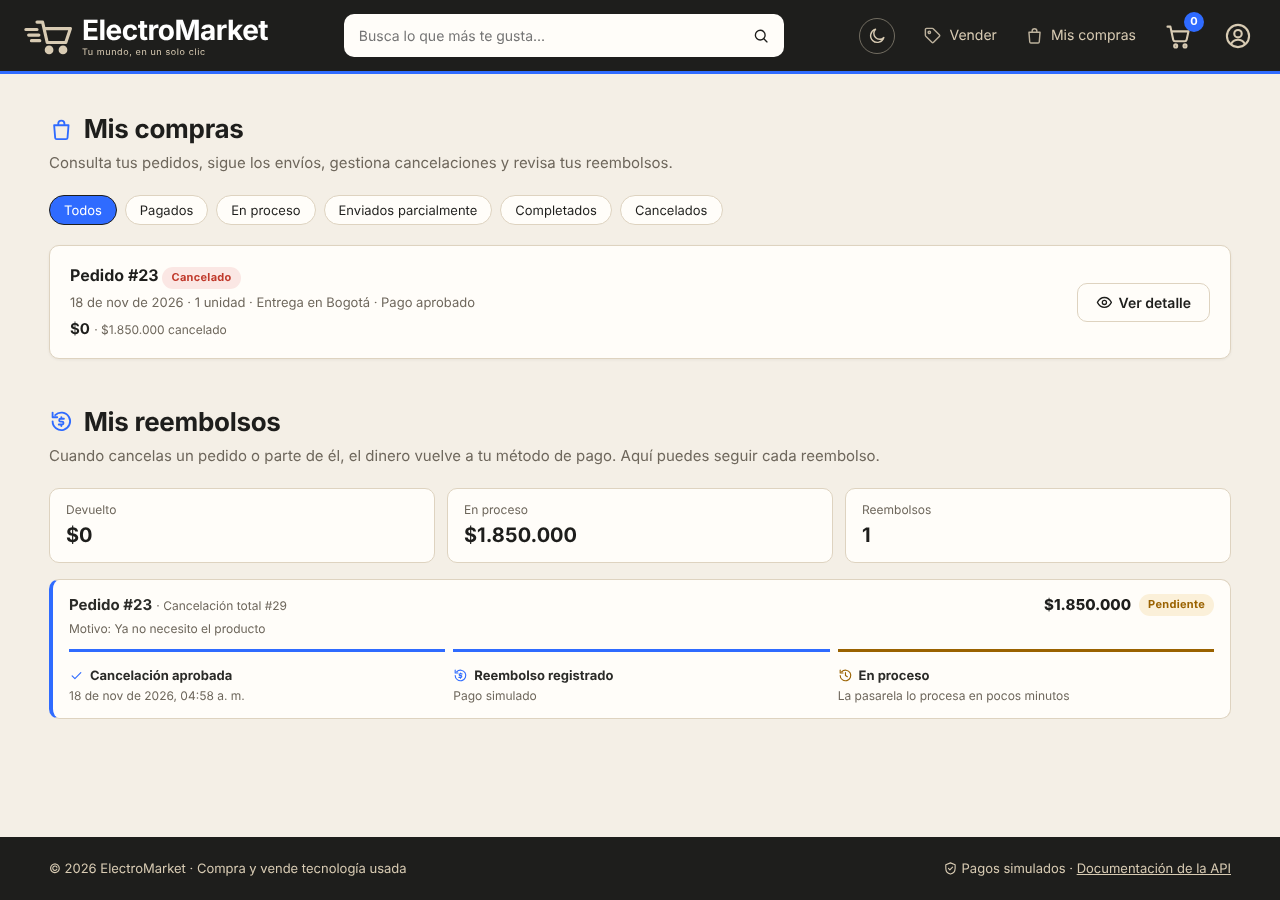 ElectroMarket
Tu mundo, en un solo clic
Busca lo que más te gusta...
Vender
Mis compras
0
Mis compras
Consulta tus pedidos, sigue los envíos, gestiona cancelaciones y revisa tus reembolsos.
Todos
Pagados
En proceso
Enviados parcialmente
Completados
Cancelados
Pedido #23 Cancelado
18 de nov de 2026 · 1 unidad · Entrega en Bogotá · Pago aprobado
$0 · $1.850.000 cancelado
Ver detalle
Mis reembolsos
Cuando cancelas un pedido o parte de él, el dinero vuelve a tu método de pago. Aquí puedes seguir cada reembolso.
Devuelto
$0
En proceso
$1.850.000
Reembolsos
1
Pedido #23 · Cancelación total #29
$1.850.000 Pendiente
Motivo: Ya no necesito el producto
Cancelación aprobada
18 de nov de 2026, 04:58 a. m.
Reembolso registrado
Pago simulado
En proceso
La pasarela lo procesa en pocos minutos
© 2026 ElectroMarket · Compra y vende tecnología usada
Pagos simulados · Documentación de la API